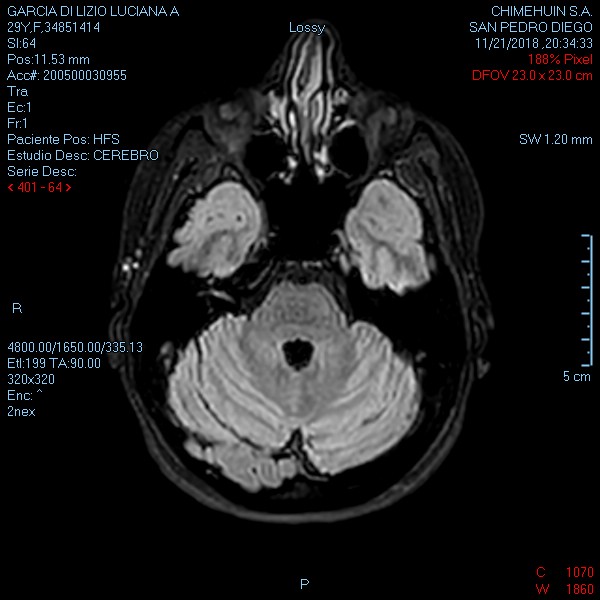 GARCIA DI LIZIO LUCIANA A
29Y,F,34851414
Sl:64
Pos:11.53 mm
Acc#: 200500030955
Tra
Ec:1
Fr:1
Paciente Pos: HFS
Estudio Desc: CEREBRO
Serie Desc:
< 401 - 64 >
Lossy
CHIMEHUIN S.A.
SAN PEDRO DIEGO
11/21/2018 ,20:34:33
188% Pixel
DFOV 23.0 x 23.0 cm
SW 1.20 mm
R
4800.00/1650.00/335.13
Etl:199 TA:90.00
320x320
Enc: ^
2nex
5 cm
P
C 1070
W 1860